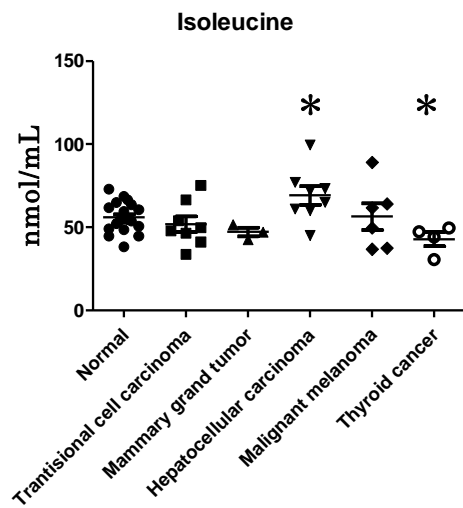 Isoleucine
150
100
50
0
nmol/mL
*
*
Normal
Trantisional cell carcinoma
Mammary grand tumor
Hepatocellular carcinoma
Malignant melanoma
Thyroid cancer